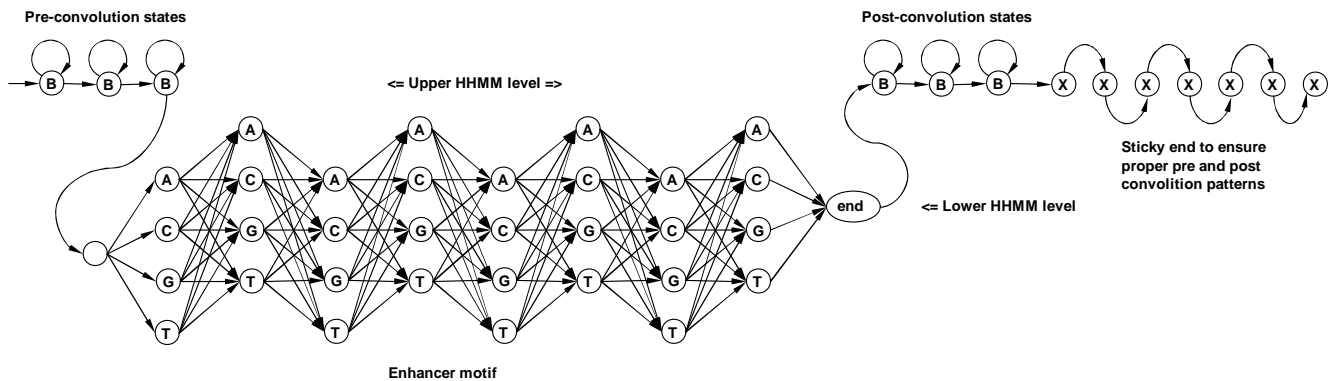 Pre-convolution states
Post-convolution states
B B B
<= Upper HHMM level =>
B B B X X X X X X X
Sticky end to ensure
proper pre and post
convolition patterns
A A A A
A C A C A C A C
end
<= Lower HHMM level
C G C G C G C G
G T G T G T G T
T T T T
Enhancer motif